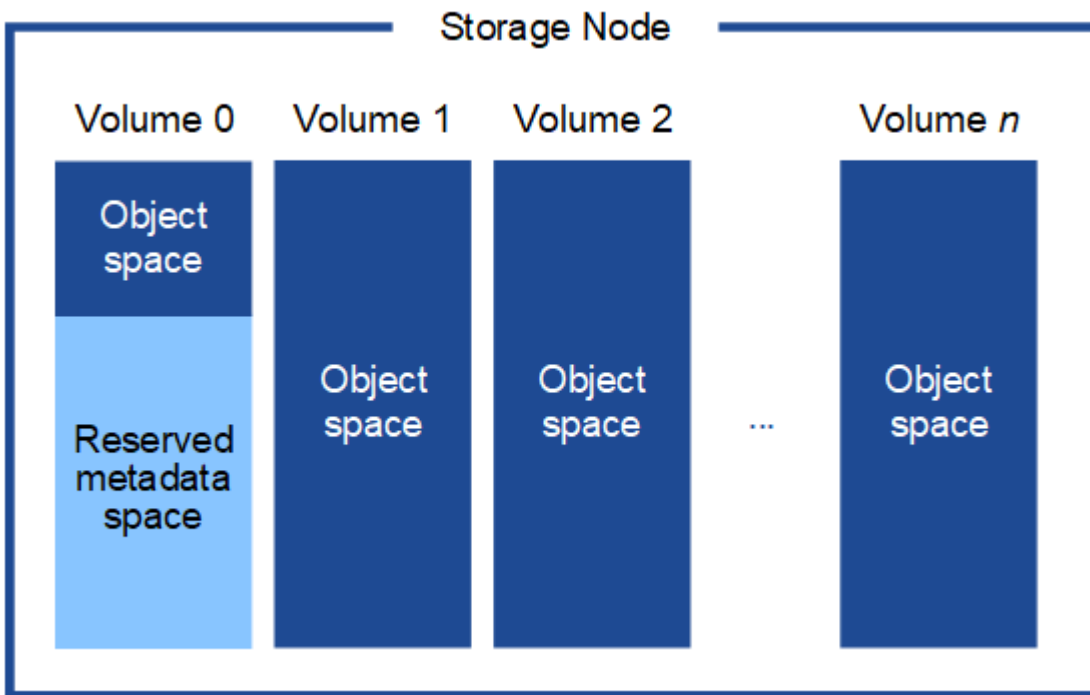 Storage Node
Volume 0
Volume 1
Volume 2
Volume n
Object
space
Reserved
metadata
space
Object
space
Object
space
...
Object
space